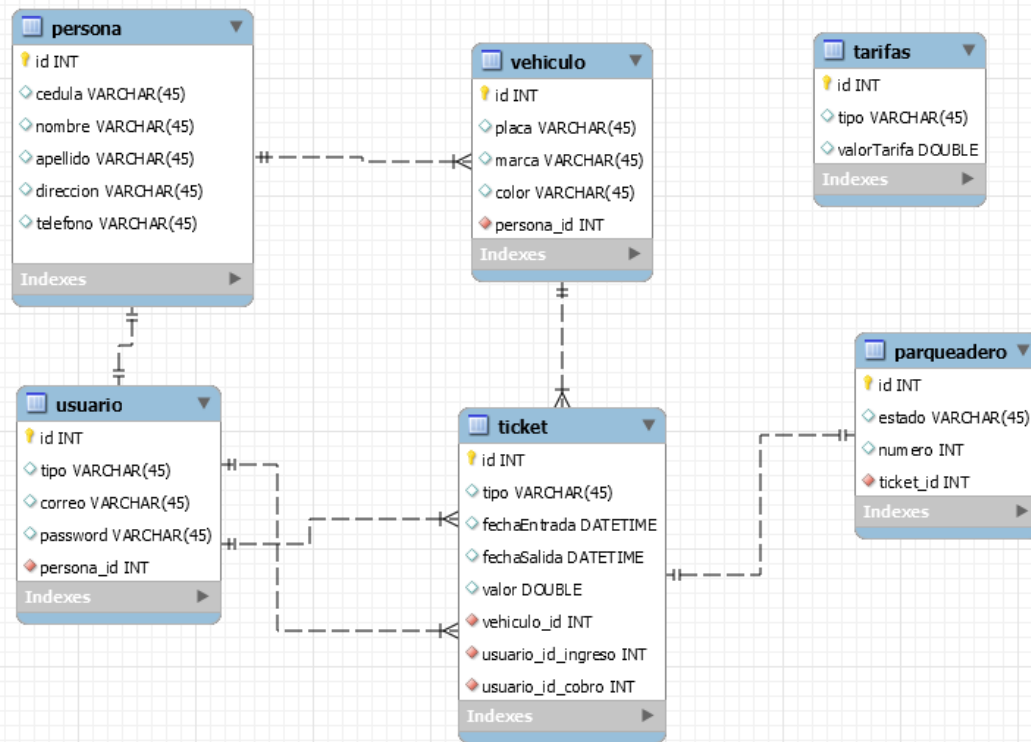 persona
id INT
cedula VARCHAR(45)
nombre VARCHAR(45)
apellido VARCHAR(45)
direccion VARCHAR(45)
telefono VARCHAR(45)
Indexes
vehiculo
id INT
placa VARCHAR(45)
marca VARCHAR(45)
color VARCHAR(45)
persona_id INT
Indexes
tarifas
id INT
tipo VARCHAR(45)
valorTarifa DOUBLE
Indexes
usuario
id INT
tipo VARCHAR(45)
correo VARCHAR(45)
password VARCHAR(45)
persona_id INT
Indexes
ticket
id INT
tipo VARCHAR(45)
fechaEntrada DATETIME
fechaSalida DATETIME
valor DOUBLE
vehiculo_id INT
usuario_id_ingreso INT
usuario_id_cobro INT
Indexes
parqueadero
id INT
estado VARCHAR(45)
numero INT
ticket_id INT
Indexes